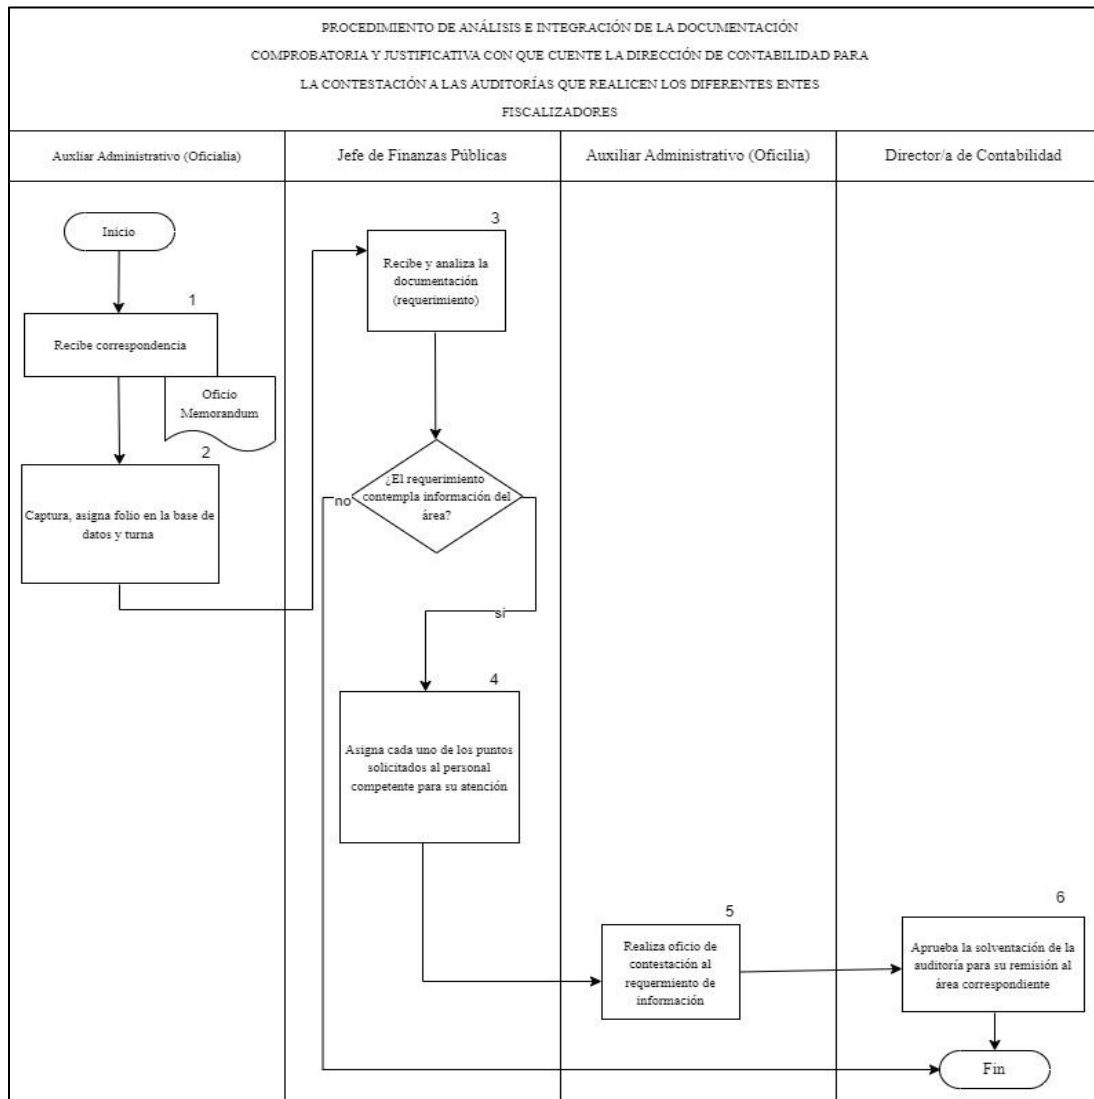 PROCEDIMIENTO DE ANÁLISIS E INTEGRACIÓN DE LA DOCUMENTACIÓN
COMPROBATORIA Y JUSTIFICATIVA CON QUE CUENTE LA DIRECCIÓN DE CONTABILIDAD PARA
LA CONTESTACIÓN A LAS AUDITORÍAS QUE REALICEN LOS DIFERENTES ENTES
FISCALIZADORES
Auxliar Administrativo (Oficialia)
Jefe de Finanzas Públicas
Auxiliar Administrativo (Oficilia)
Director/a de Contabilidad
Inicio
1
Recibe correspondencia
Oficio
Memorandum
2
Captura, asigna folio en la base de
datos y turna
3
Recibe y analiza la
documentación
(requerimiento)
¿El requerimiento
contempla información del
área?
no
sí
4
Asigna cada uno de los puntos
solicitados al personal
competente para su atención
5
Realiza oficio de
contestación al
requermiento de
información
6
Aprueba la solventación de la
auditoría para su remisión al
área correspondiente
Fin